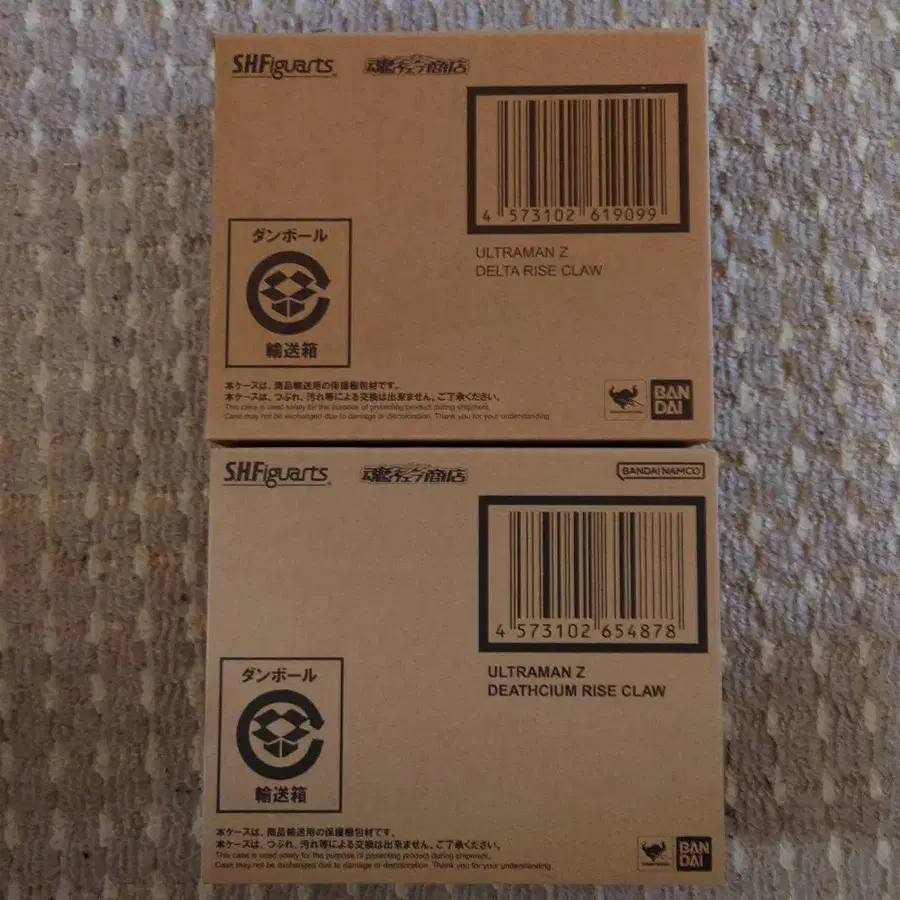 S.H.Figuarts
魂ウェブ商店
4 573102 619099
ULTRAMAN Z
DELTA RISE CLAW
ダンボール
輸送箱
本ケースは、商品輸送用の保護梱包材です。
本ケースは、つぶれ、汚れ等による交換は出来ません。ご了承ください。
This case is used solely for the purpose of protecting product during shipment.
Case may not be exchanged due to damage or discoloration. Thank you for your understanding
BAN
DAI
S.H.Figuarts
魂ウェブ商店
BANDAI NAMCO
4 573102 654878
ULTRAMAN Z
DEATHCIUM RISE CLAW
ダンボール
輸送箱
本ケースは、商品輸送用の保護梱包材です。
本ケースは、つぶれ、汚れ等による交換は出来ません。ご了承ください。
This case is used solely for the purpose of protecting product during shipment.
Case may not be exchanged due to damage or discoloration. Thank you for your understanding
BAN
DAI